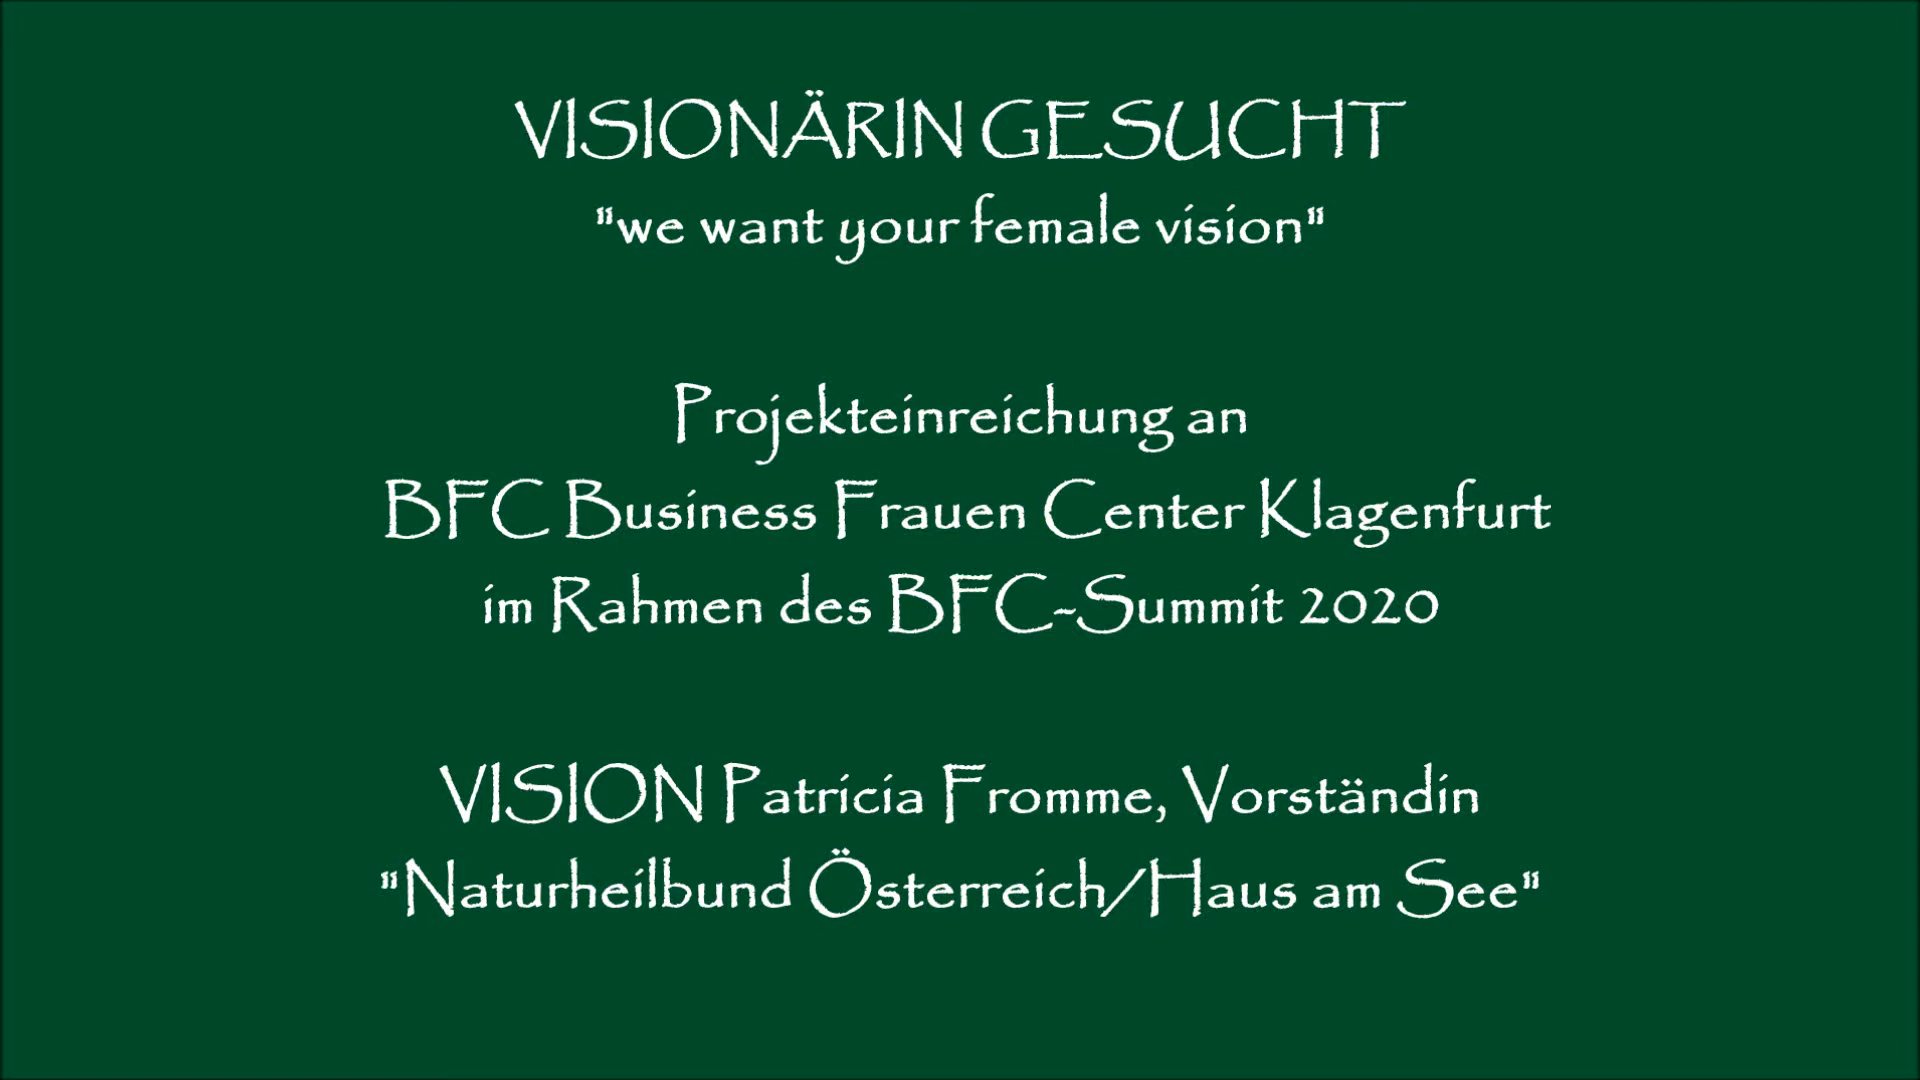 VISIONÄRIN GESUCHT
"we want your female vision"
Projekteinreichung an
BFC Business Frauen Center Klagenfurt
im Rahmen des BFC-Summit 2020
VISION Patricia Fromme, Vorständin
"Naturheilbund Österreich/Haus am See"